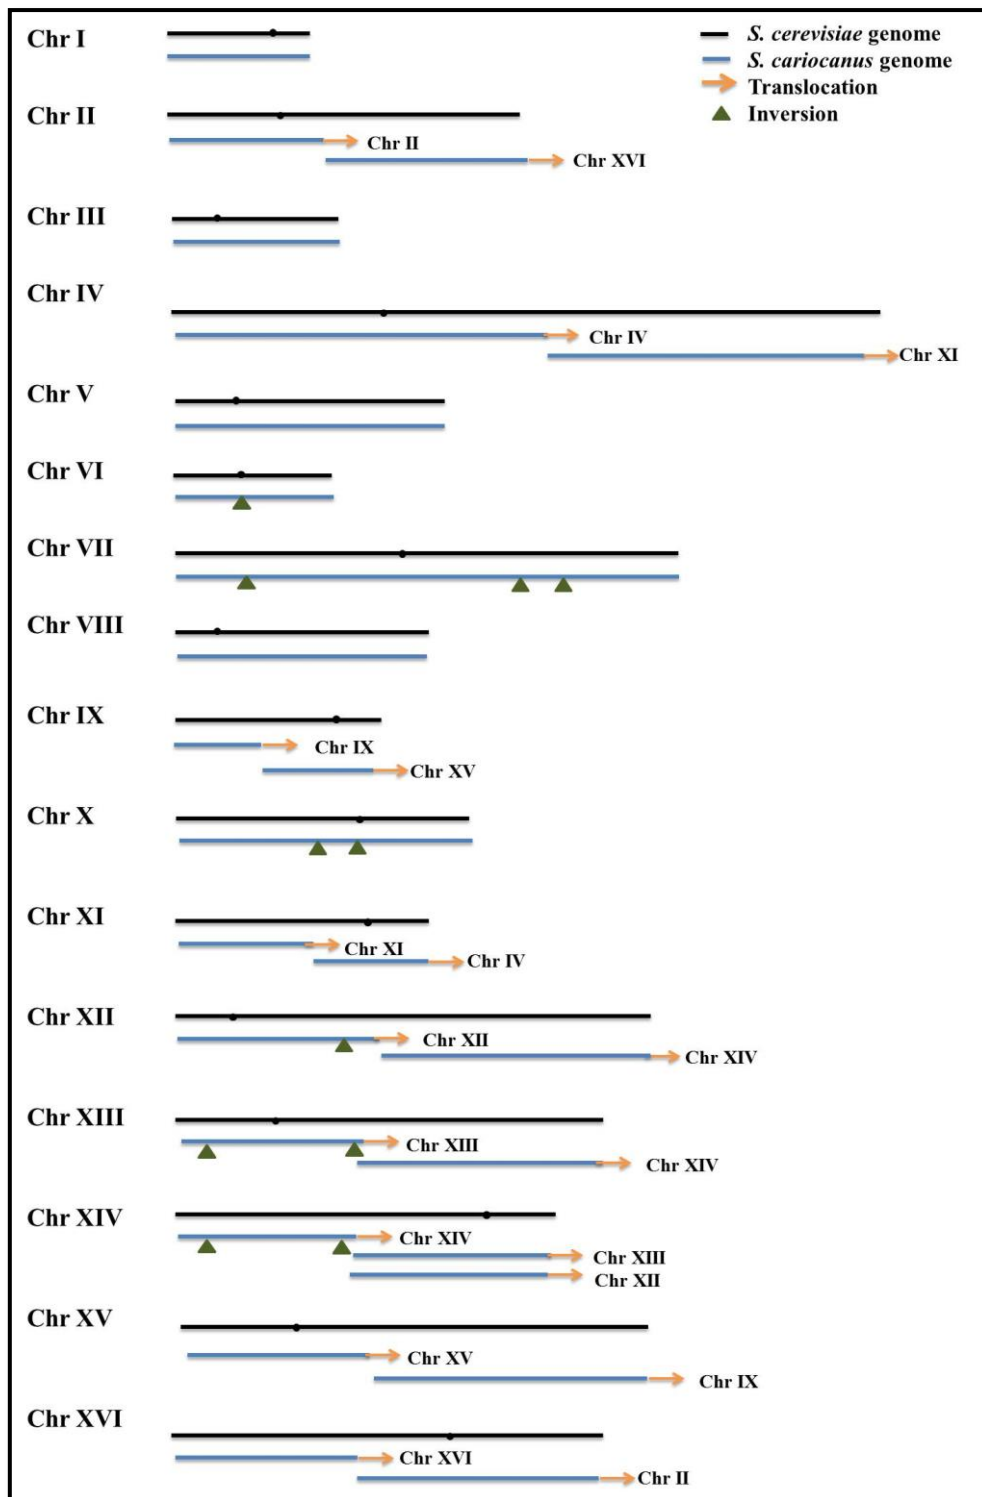 Chr I
S. cerevisiae genome
S. cariocanus genome
Translocation
Inversion
Chr II
Chr II
Chr XVI
Chr III
Chr IV
Chr IV
Chr XI
Chr V
Chr VI
Chr VII
Chr VIII
Chr IX
Chr IX
Chr XV
Chr X
Chr XI
Chr XI
Chr IV
Chr XII
Chr XII
Chr XIV
Chr XIII
Chr XIII
Chr XIV
Chr XIV
Chr XIV
Chr XIII
Chr XII
Chr XV
Chr XV
Chr IX
Chr XVI
Chr XVI
Chr II